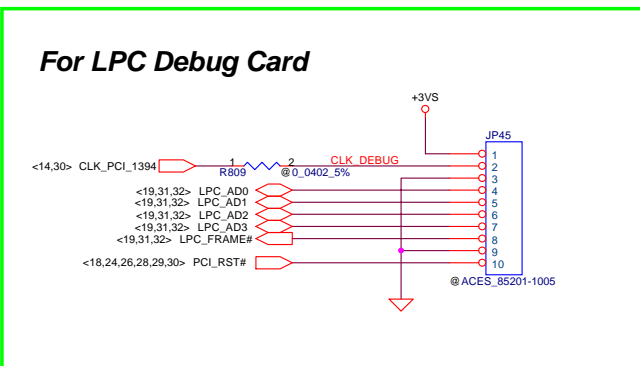 For LPC Debug Card
+3VS
JP45
<14,30> CLK_PCI_1394 1 2 CLK_DEBUG 1
R809 @0_0402_5% 2
3
<19,31,32> LPC_AD0 4
<19,31,32> LPC_AD1 5
<19,31,32> LPC_AD2 6
<19,31,32> LPC_AD3 7
<19,31,32> LPC_FRAME# 8
9
<18,24,26,28,29,30> PCI_RST# 10
@ACES_85201-1005